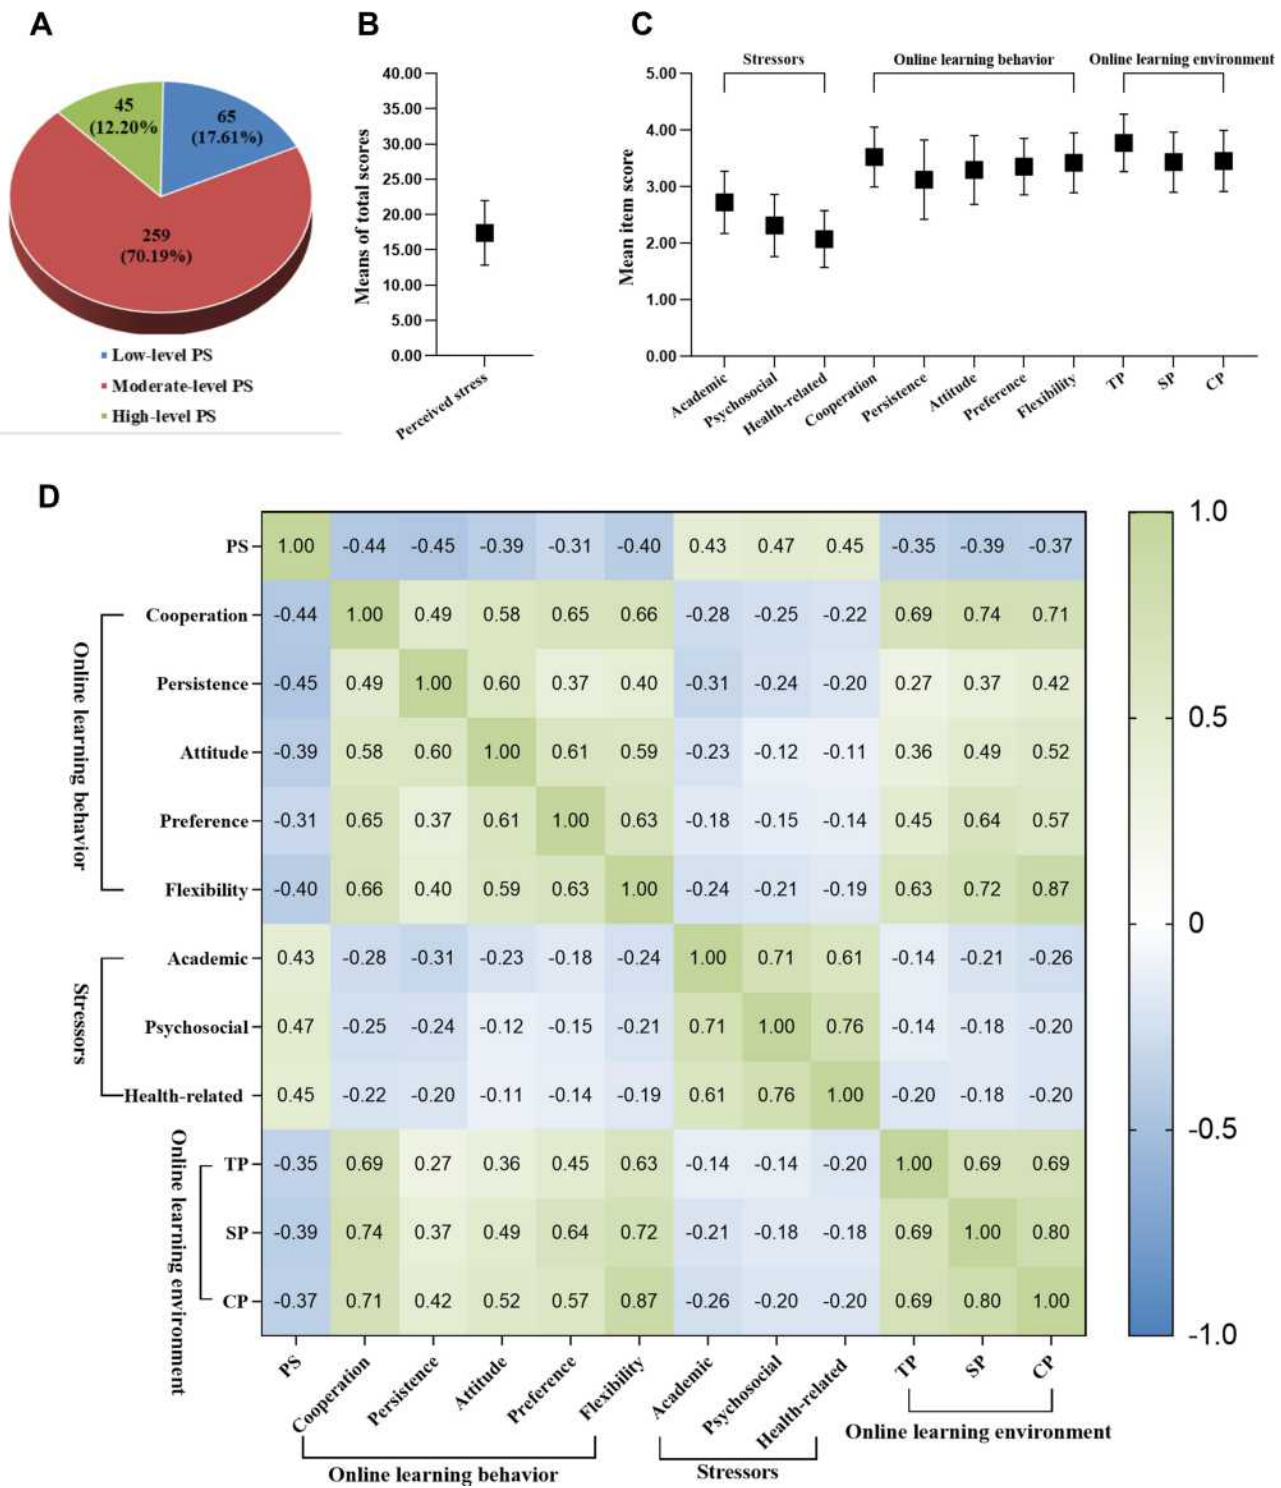 A
45
(12.20%
65
(17.61%)
259
(70.19%)
Low-level PS
Moderate-level PS
High-level PS
B
Means of total scores
40.00
35.00
30.00
25.00
20.00
15.00
10.00
5.00
0.00
Perceived stress
C
Stressors
Online learning behavior
Online learning environment
Mean item score
5.00
4.00
3.00
2.00
1.00
0.00
Academic
Psychosocial
Health-related
Cooperation
Persistence
Attitude
Preference
Flexibility
TP
SP
CP
D
PS 1.00 -0.44 -0.45 -0.39 -0.31 -0.40 0.43 0.47 0.45 -0.35 -0.39 -0.37
Online learning behavior
Cooperation -0.44 1.00 0.49 0.58 0.65 0.66 -0.28 -0.25 -0.22 0.69 0.74 0.71
Persistence -0.45 0.49 1.00 0.60 0.37 0.40 -0.31 -0.24 -0.20 0.27 0.37 0.42
Attitude -0.39 0.58 0.60 1.00 0.61 0.59 -0.23 -0.12 -0.11 0.36 0.49 0.52
Preference -0.31 0.65 0.37 0.61 1.00 0.63 -0.18 -0.15 -0.14 0.45 0.64 0.57
Flexibility -0.40 0.66 0.40 0.59 0.63 1.00 -0.24 -0.21 -0.19 0.63 0.72 0.87
Stressors
Academic 0.43 -0.28 -0.31 -0.23 -0.18 -0.24 1.00 0.71 0.61 -0.14 -0.21 -0.26
Psychosocial 0.47 -0.25 -0.24 -0.12 -0.15 -0.21 0.71 1.00 0.76 -0.14 -0.18 -0.20
Health-related 0.45 -0.22 -0.20 -0.11 -0.14 -0.19 0.61 0.76 1.00 -0.20 -0.18 -0.20
Online learning environment
TP -0.35 0.69 0.27 0.36 0.45 0.63 -0.14 -0.14 -0.20 1.00 0.69 0.69
SP -0.39 0.74 0.37 0.49 0.64 0.72 -0.21 -0.18 -0.18 0.69 1.00 0.80
CP -0.37 0.71 0.42 0.52 0.57 0.87 -0.26 -0.20 -0.20 0.69 0.80 1.00
PS
Cooperation
Persistence
Attitude
Preference
Flexibility
Academic
Psychosocial
Health-related
TP
SP
CP
Online learning behavior
Stressors
Online learning environment
1.0
0.5
0
-0.5
-1.0